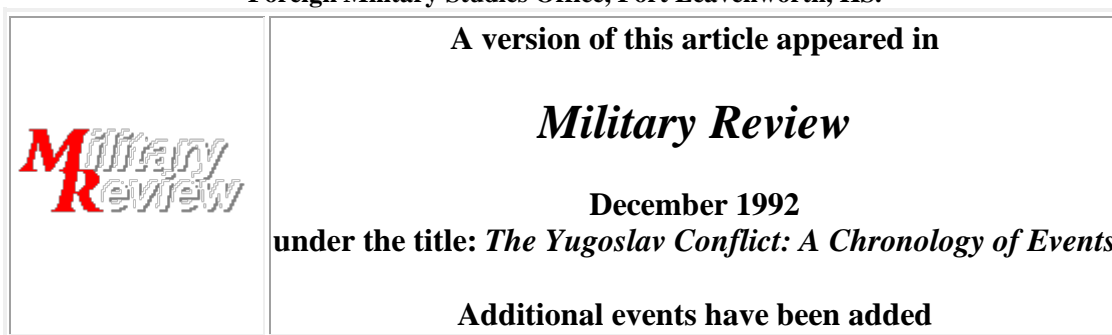 Foreign Military Studies Office, Fort Leavenworth, KS.
A version of this article appeared in
Military
Review
Military Review
December 1992
under the title: The Yugoslav Conflict: A Chronology of Events
Additional events have been added